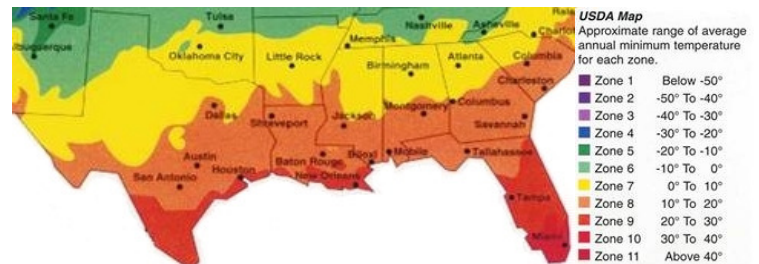 Santa Fe
Tulsa
Nashville
Asheville
Rale
Charlot
Albuquerque
Memphis
Oklahoma City
Little Rock
Atlanta
Columbia
Birmingham
Charleston
Dallas
Shreveport
Jackson
Montgomery
Columbus
Savannah
Austin
Baton Rouge
Biloxi
Mobile
Tallahassee
San Antonio
Houston
New Orleans
Tampa
Miami
USDA Map
Approximate range of average
annual minimum temperature
for each zone.
Zone 1 Below -50°
Zone 2 -50° To -40°
Zone 3 -40° To -30°
Zone 4 -30° To -20°
Zone 5 -20° To -10°
Zone 6 -10° To 0°
Zone 7 0° To 10°
Zone 8 10° To 20°
Zone 9 20° To 30°
Zone 10 30° To 40°
Zone 11 Above 40°